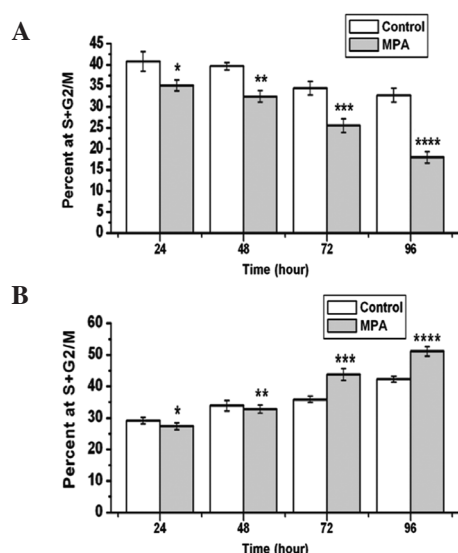 A
Control
MPA
Percent at S+G2/M
45
40
35
30
25
20
15
10
5
0
*
**
***
****
24 48 72 96
Time (hour)
B
Control
MPA
Percent at S+G2/M
60
50
40
30
20
10
0
*
**
***
****
24 48 72 96
Time (hour)